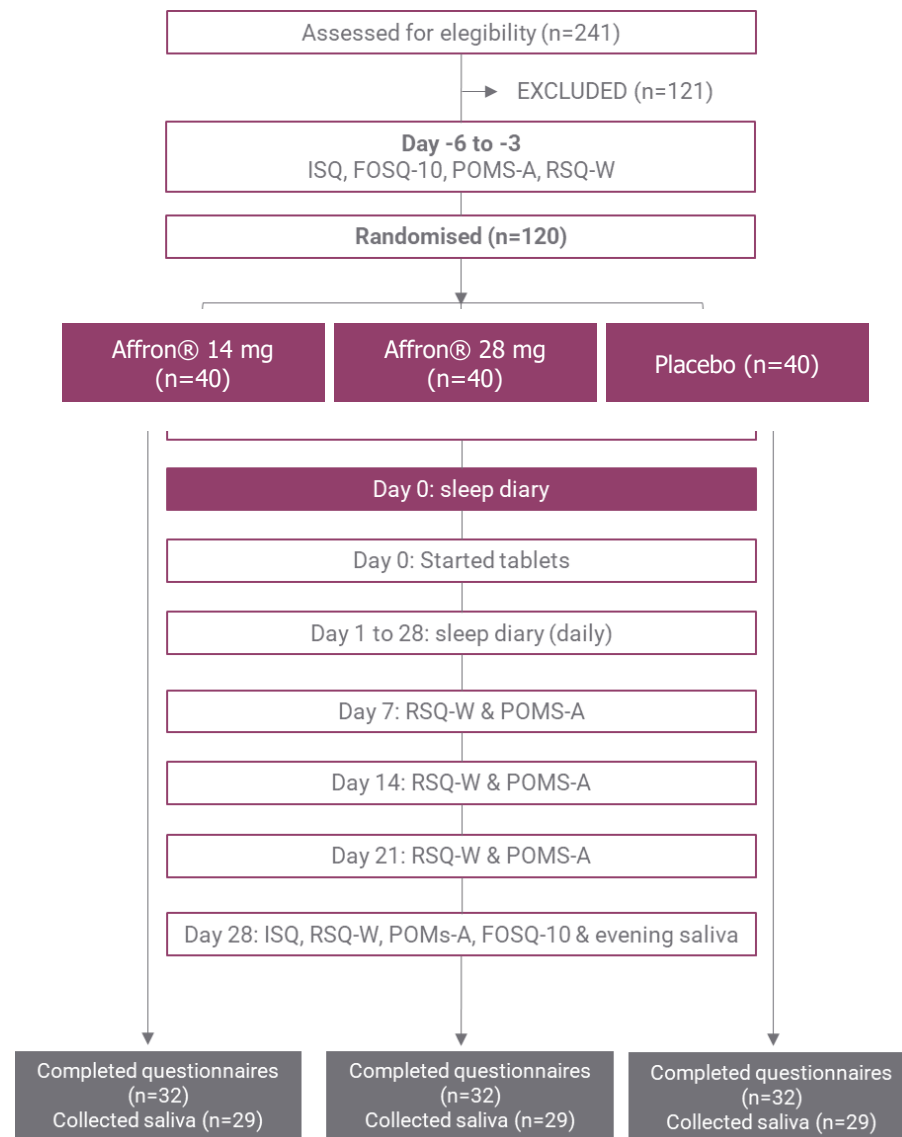 Assessed for elegibility (n=241)
EXCLUDED (n=121)
Day -6 to -3
ISQ, FOSQ-10, POMS-A, RSQ-W
Randomised (n=120)
Affron® 14 mg
(n=40)
Affron® 28 mg
(n=40)
Placebo (n=40)
Day 0: sleep diary
Day 0: Started tablets
Day 1 to 28: sleep diary (daily)
Day 7: RSQ-W & POMS-A
Day 14: RSQ-W & POMS-A
Day 21: RSQ-W & POMS-A
Day 28: ISQ, RSQ-W, POMs-A, FOSQ-10 & evening saliva
Completed questionnaires
(n=32)
Collected saliva (n=29)
Completed questionnaires
(n=32)
Collected saliva (n=29)
Completed questionnaires
(n=32)
Collected saliva (n=29)